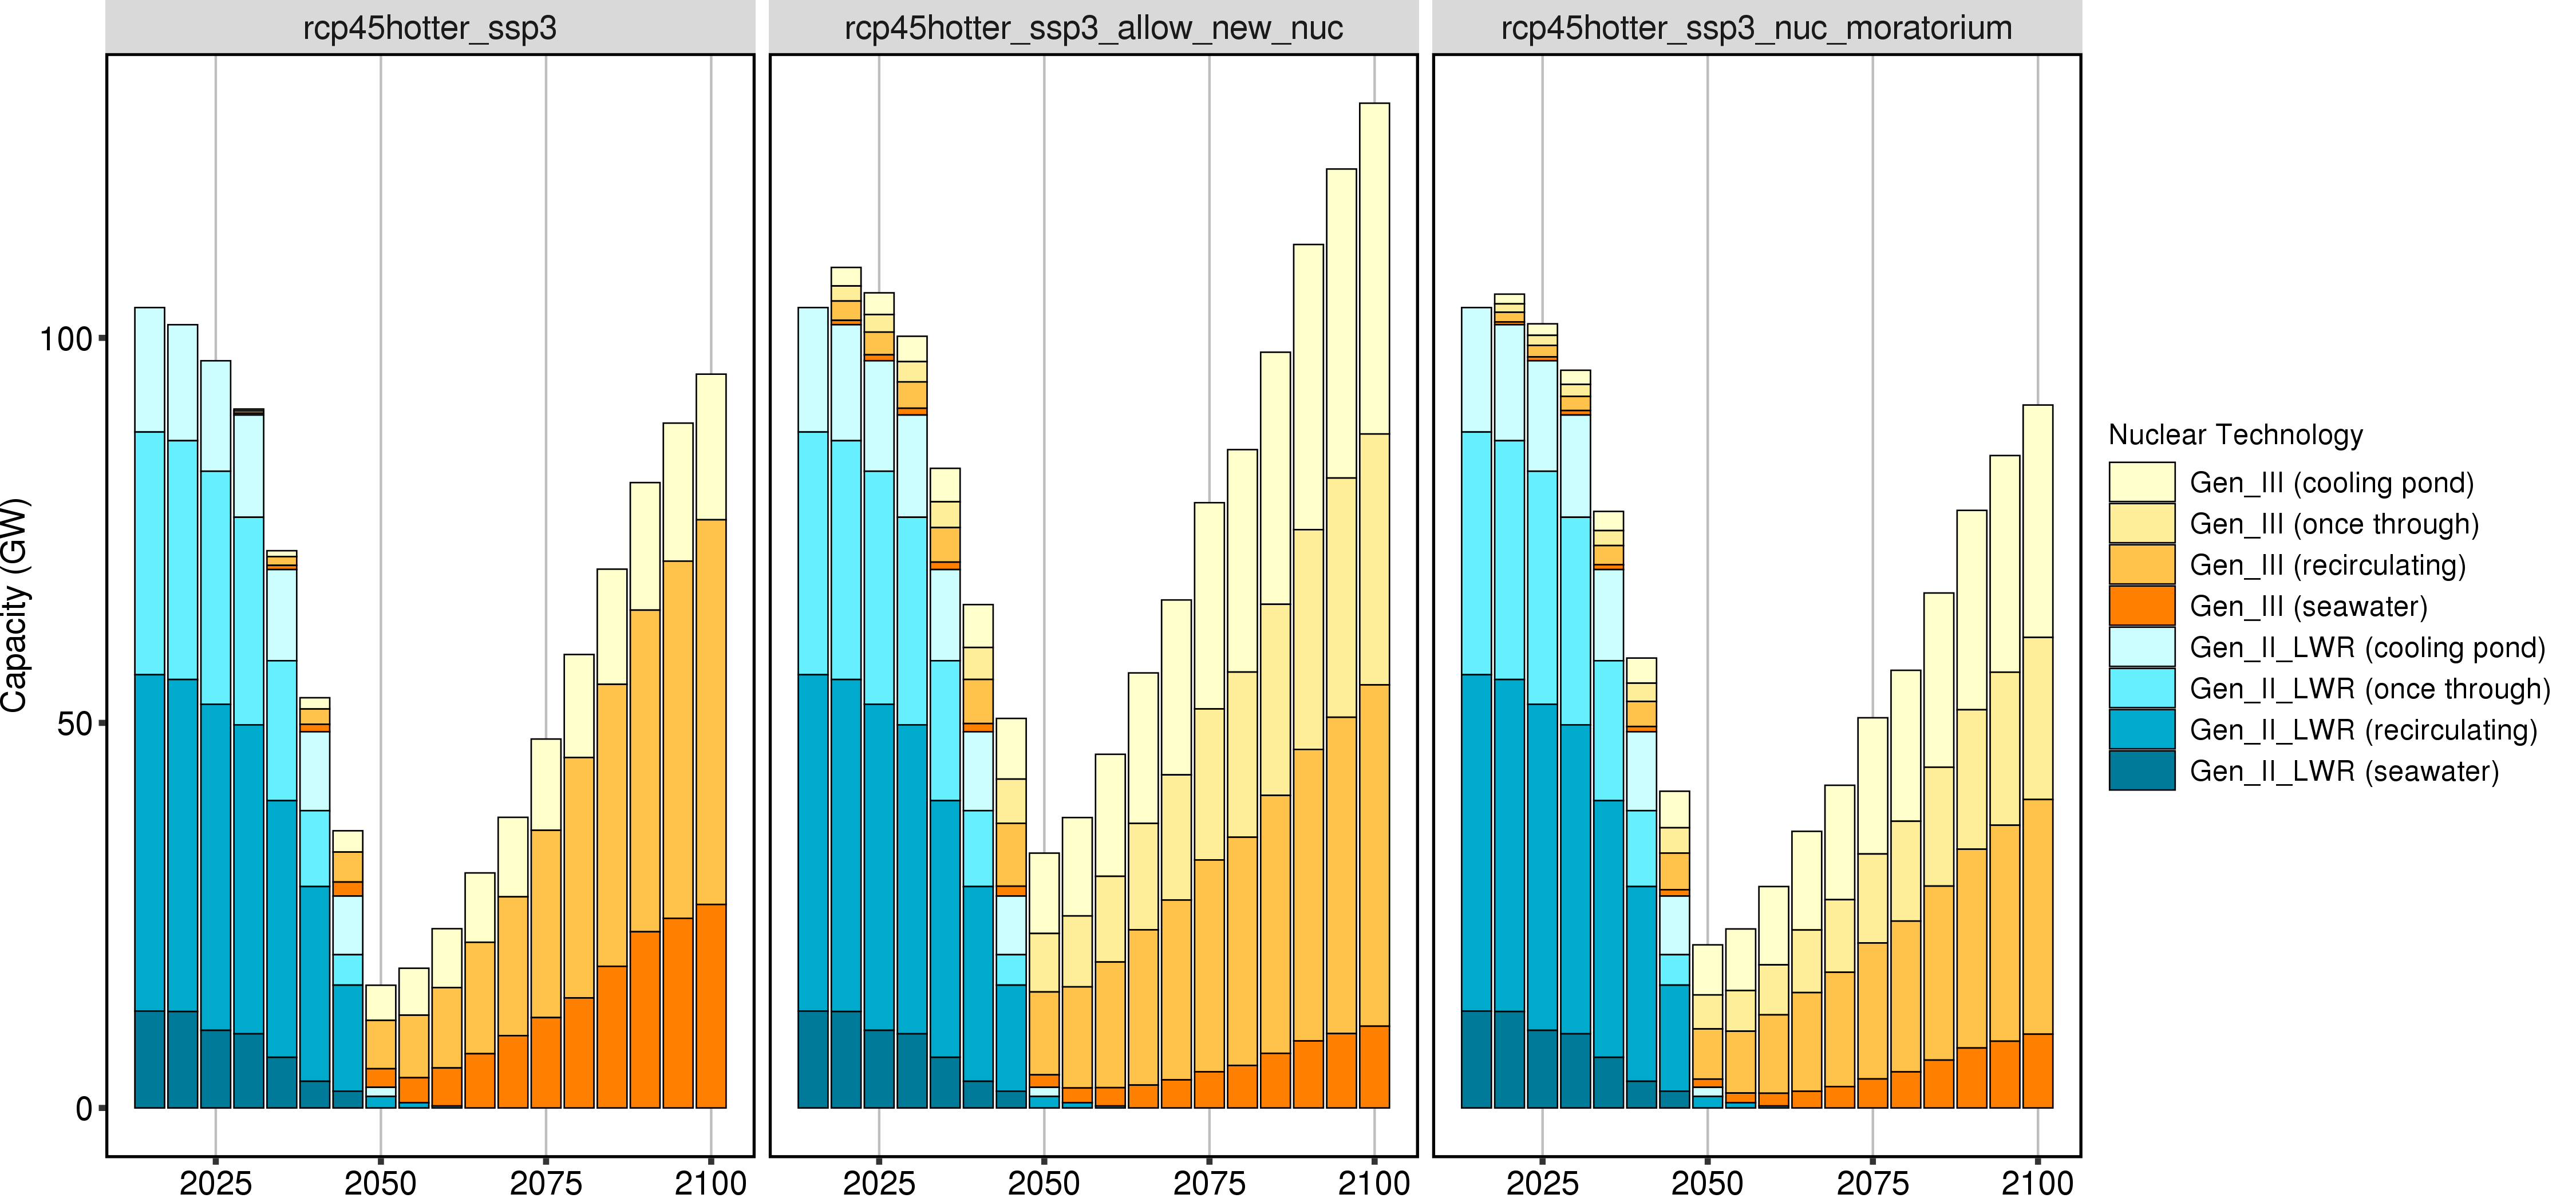 rcp45hotter_ssp3
rcp45hotter_ssp3_allow_new_nuc
rcp45hotter_ssp3_nuc_moratorium
Capacity (GW)
100
50
0
2025 2050 2075 2100
2025 2050 2075 2100
2025 2050 2075 2100
Nuclear Technology
Gen_III (cooling pond)
Gen_III (once through)
Gen_III (recirculating)
Gen_III (seawater)
Gen_II_LWR (cooling pond)
Gen_II_LWR (once through)
Gen_II_LWR (recirculating)
Gen_II_LWR (seawater)